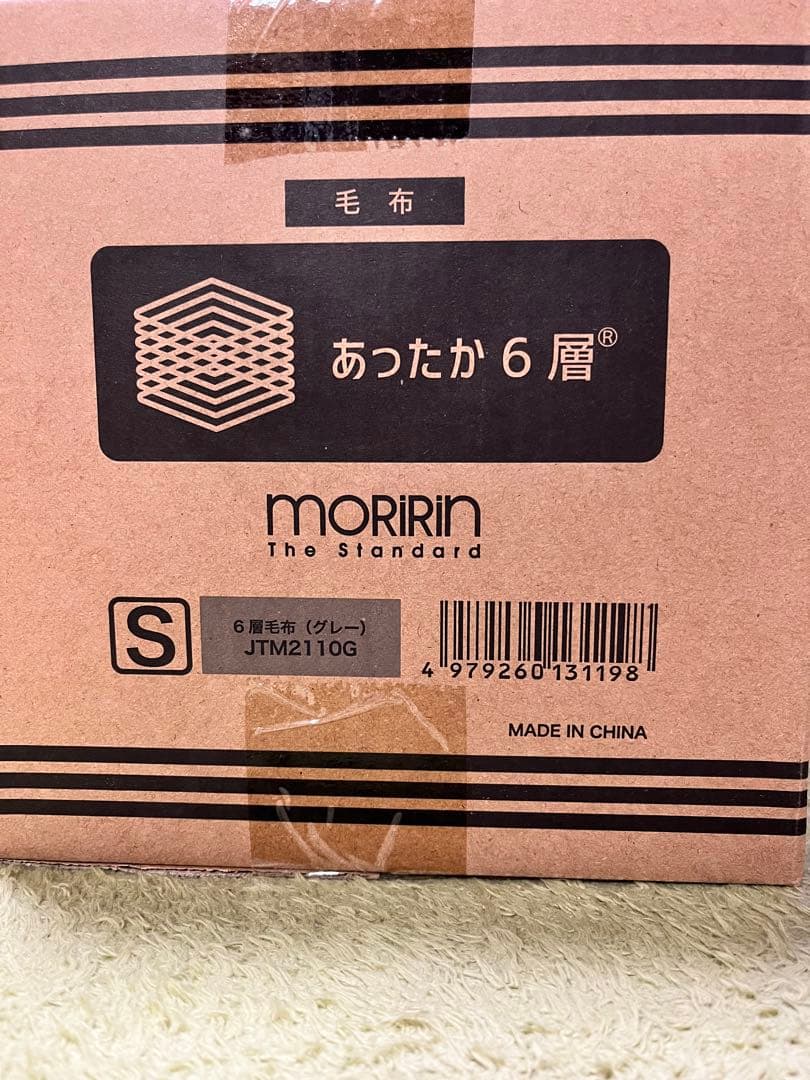 毛布
あったか6層®
moRiRin
The Standard
S
6層毛布（グレー）
JTM2110G
4 979260 131198
MADE IN CHINA